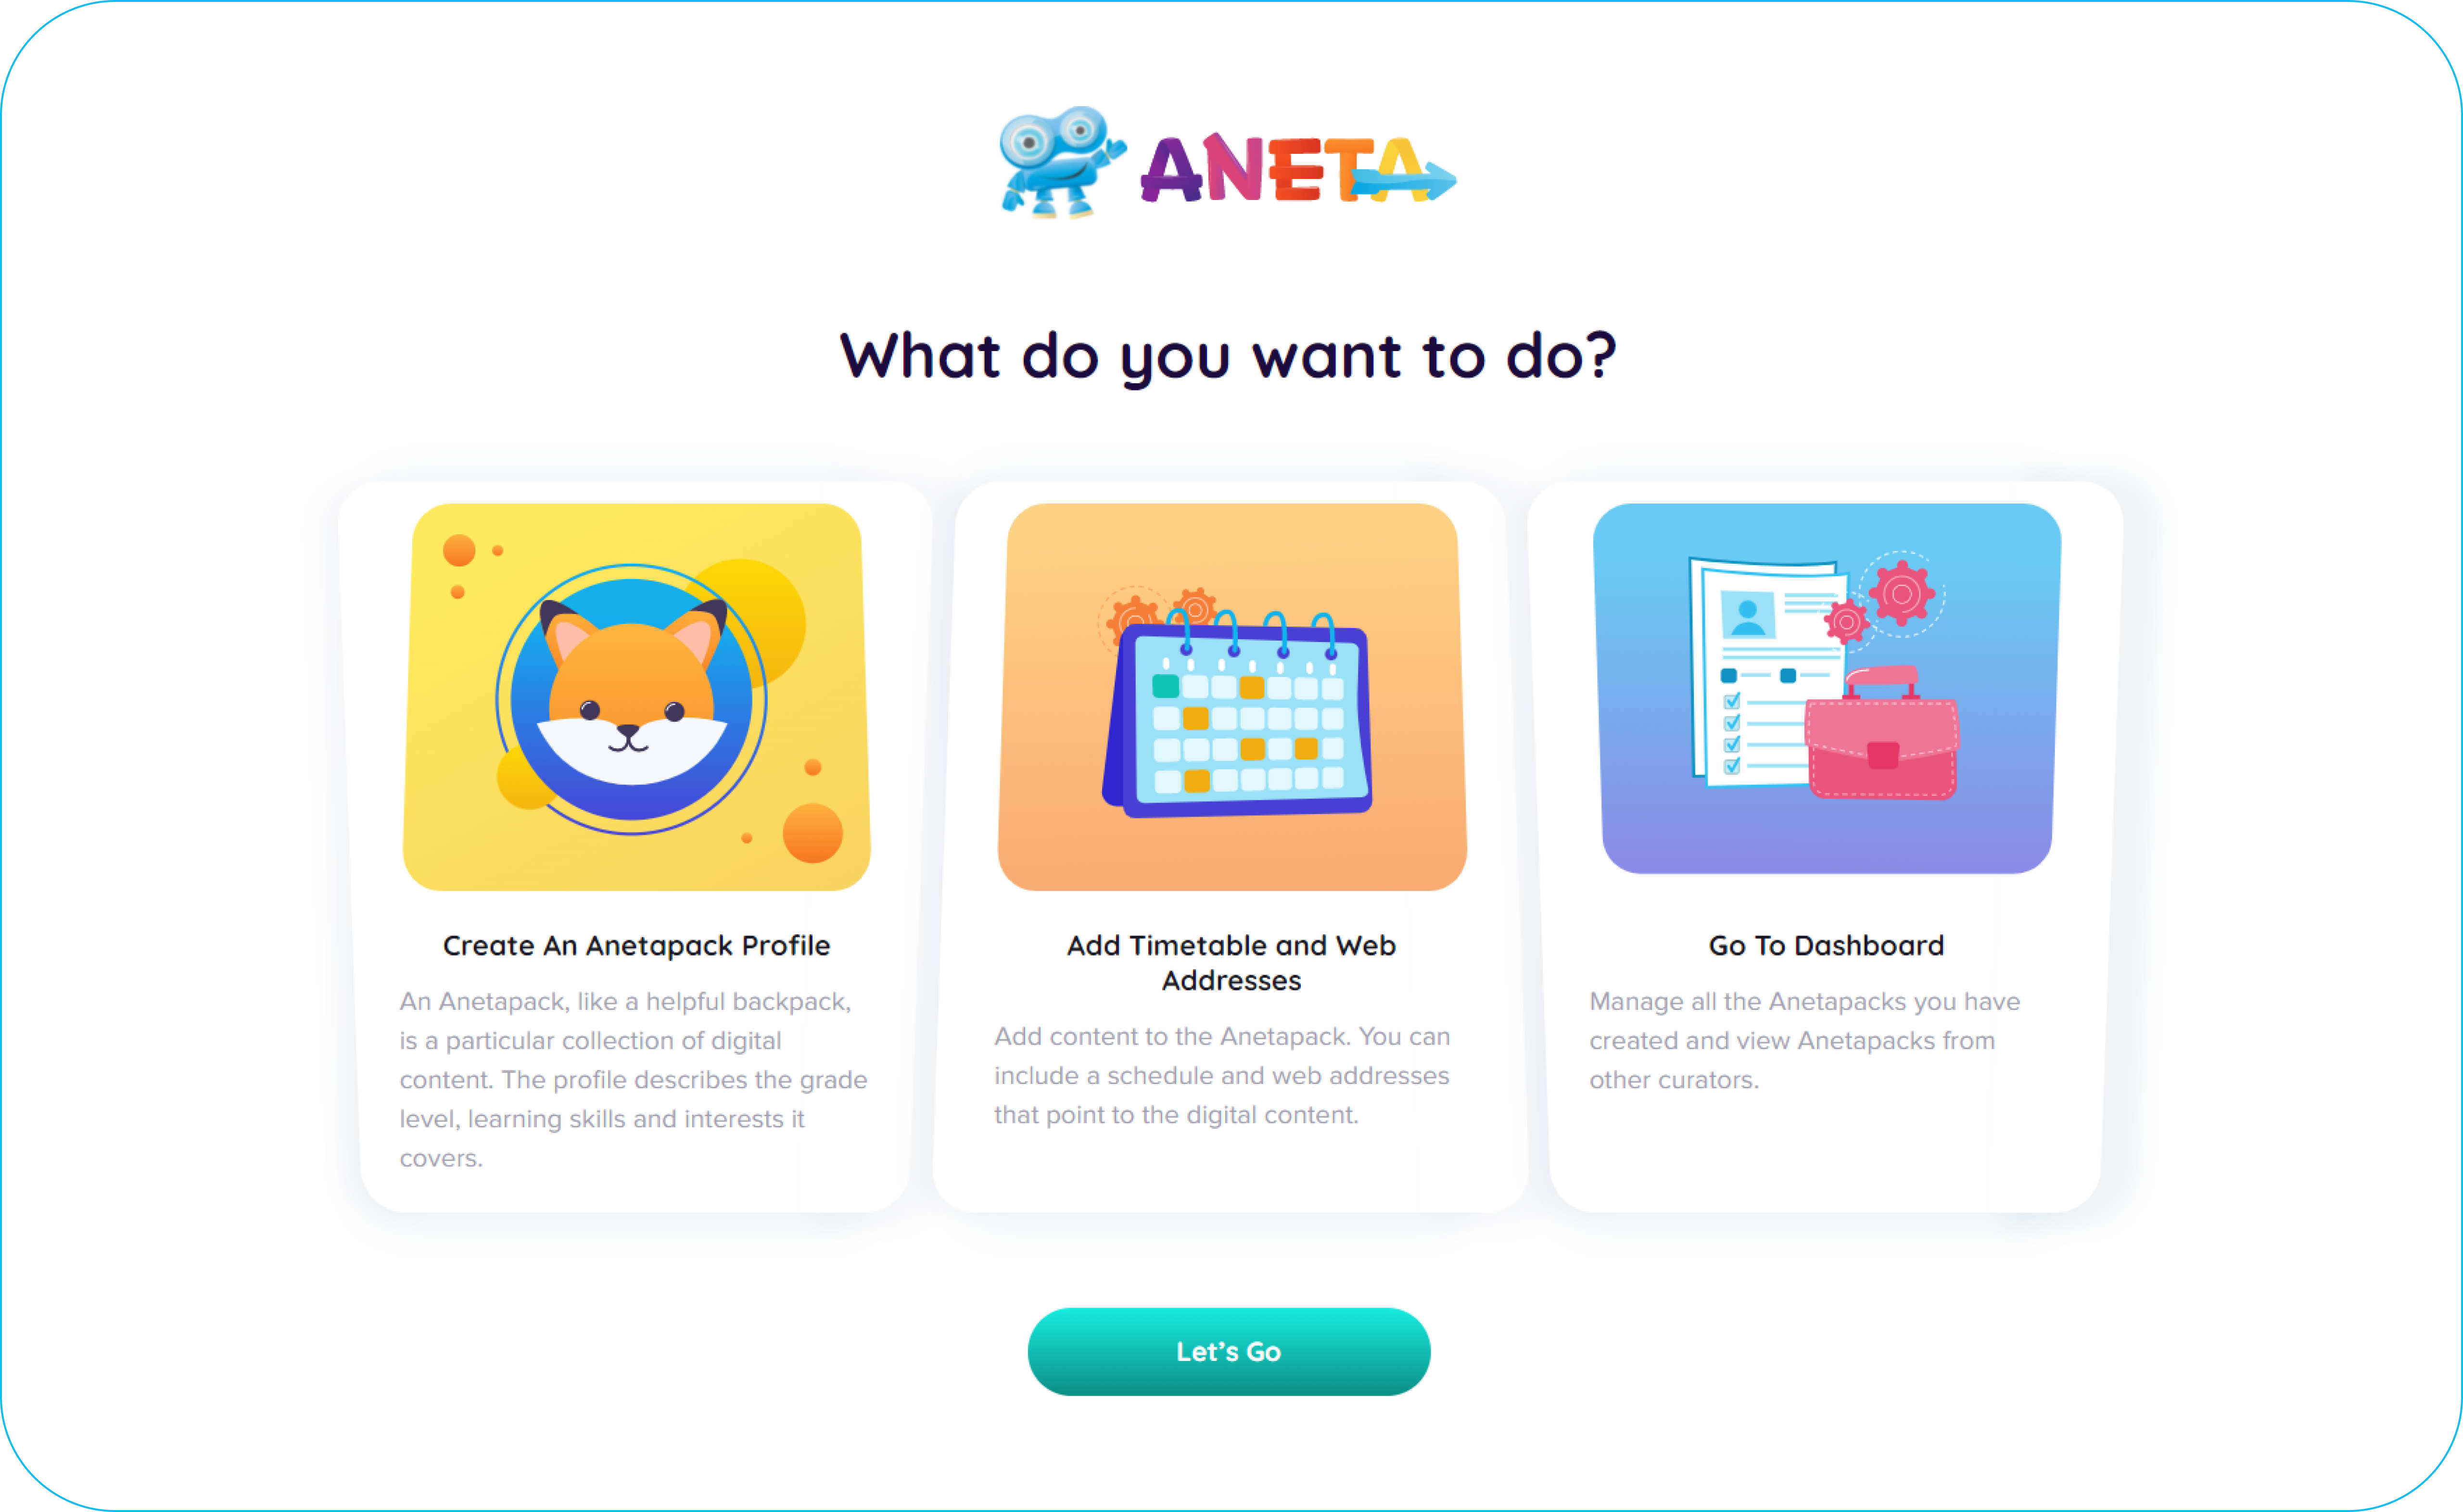 ANETA
What do you want to do?
Create An Anetapack Profile
An Anetapack, like a helpful backpack,
is a particular collection of digital
content. The profile describes the grade
level, learning skills and interests it
covers.
Add Timetable and Web
Addresses
Add content to the Anetapack. You can
include a schedule and web addresses
that point to the digital content.
Go To Dashboard
Manage all the Anetapacks you have
created and view Anetapacks from
other curators.
Let's Go